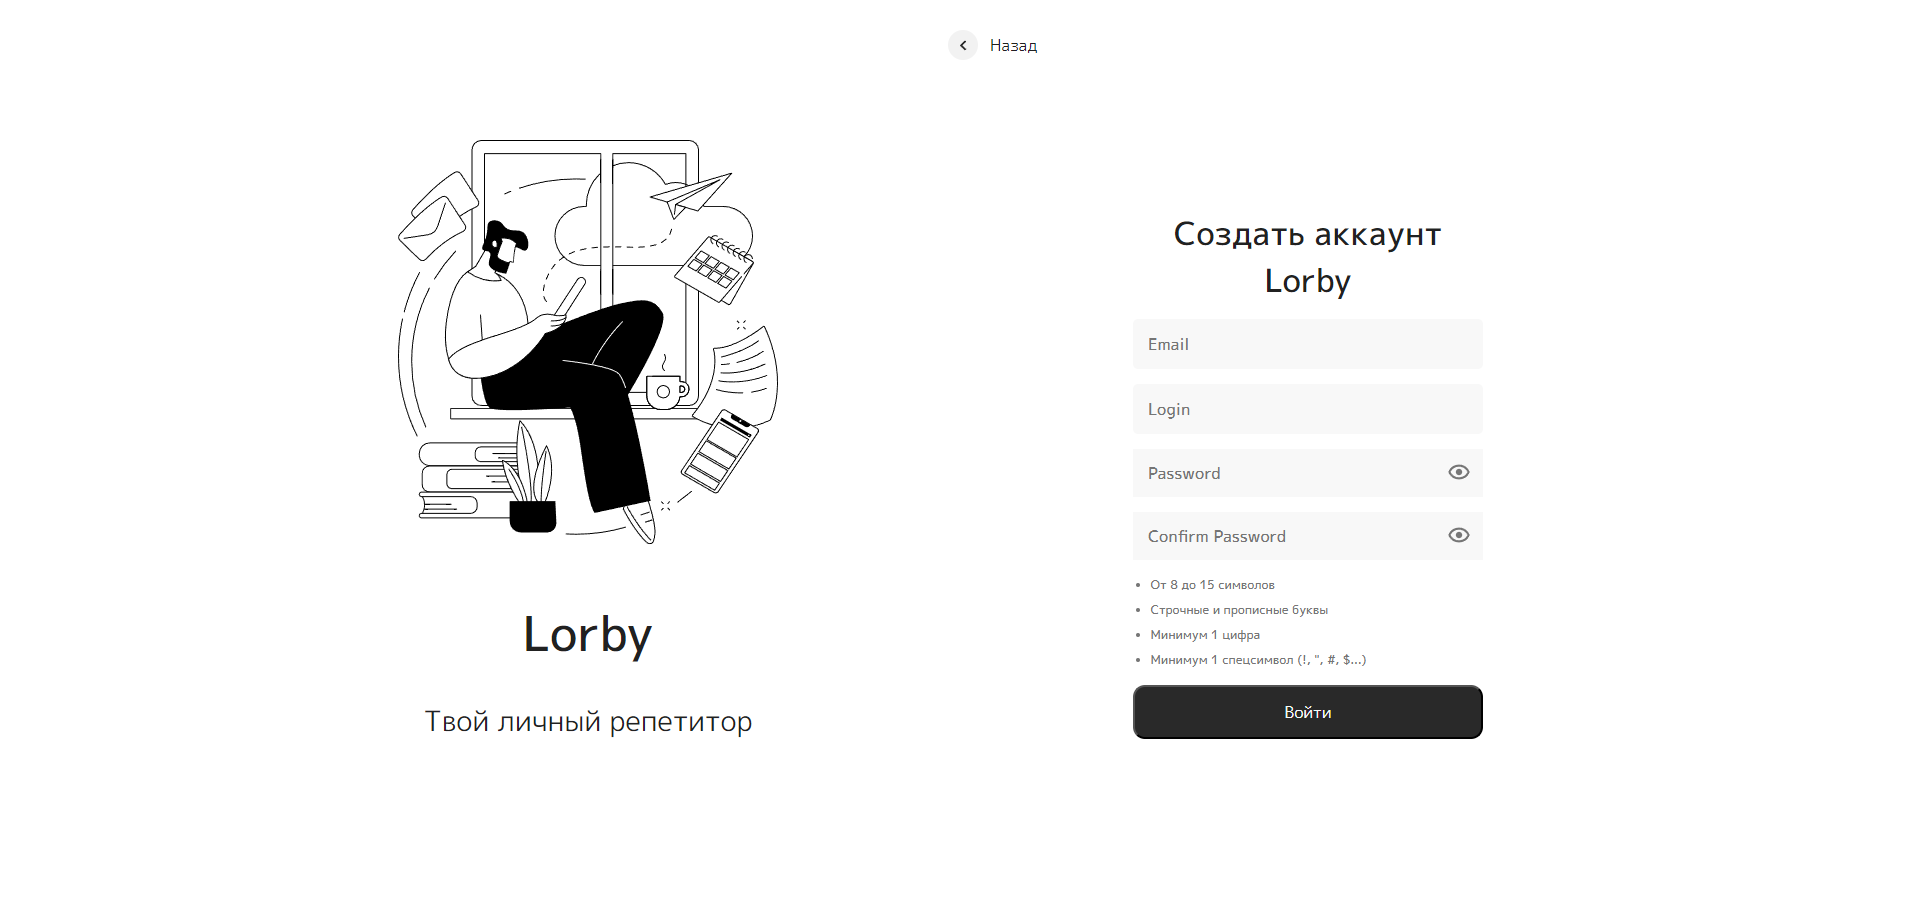 Назад
Lorby
Твой личный репетитор
Создать аккаунт
Lorby
Email
Login
Password
Confirm Password
• От 8 до 15 символов
• Строчные и прописные буквы
• Минимум 1 цифра
• Минимум 1 спецсимвол (!, ", #, $...)
Войти